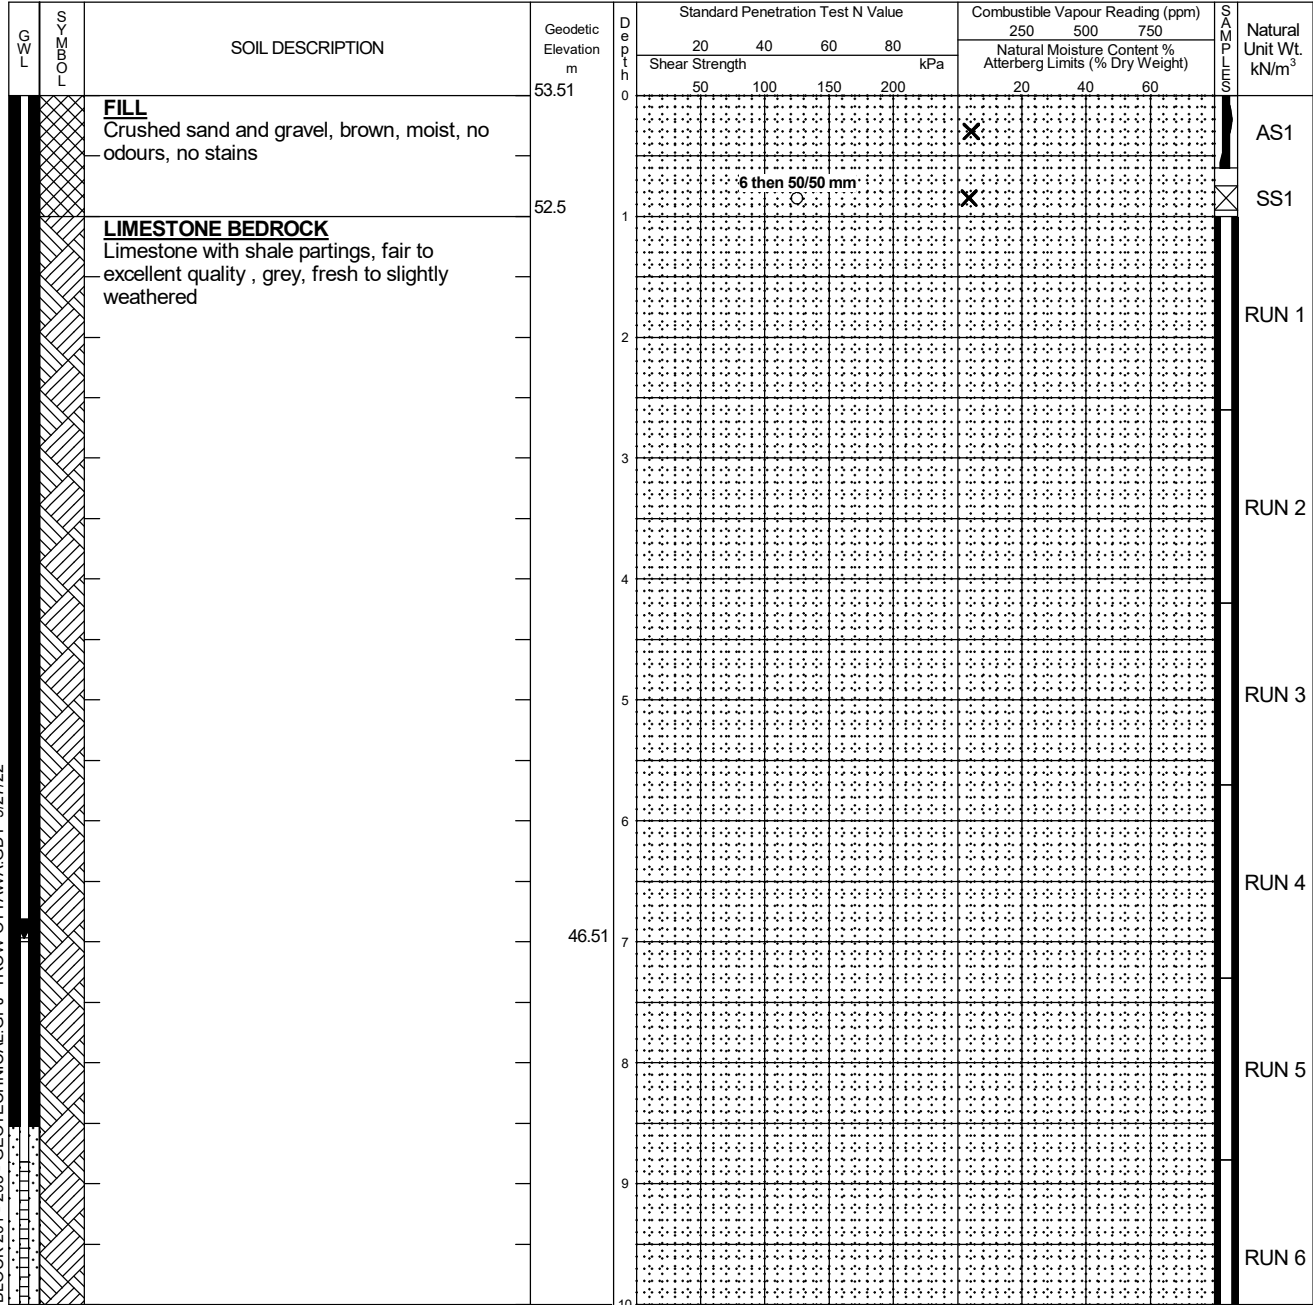 GWL
SYMBOL
SOIL DESCRIPTION
Geodetic
Elevation
m
Depth
Standard Penetration Test N Value
20 40 60 80
Shear Strength kPa
50 100 150 200
Combustible Vapour Reading (ppm)
250 500 750
Natural Moisture Content %
Atterberg Limits (% Dry Weight)
20 40 60
SAMPLES
Natural
Unit Wt.
kN/m³
53.51
0
FILL
Crushed sand and gravel, brown, moist, no
odours, no stains
AS1
6 then 50/50 mm
SS1
52.5
1
LIMESTONE BEDROCK
Limestone with shale partings, fair to
excellent quality , grey, fresh to slightly
weathered
RUN 1
2
3
RUN 2
4
5
RUN 3
6
RUN 4
46.51
7
8
RUN 5
9
RUN 6
10